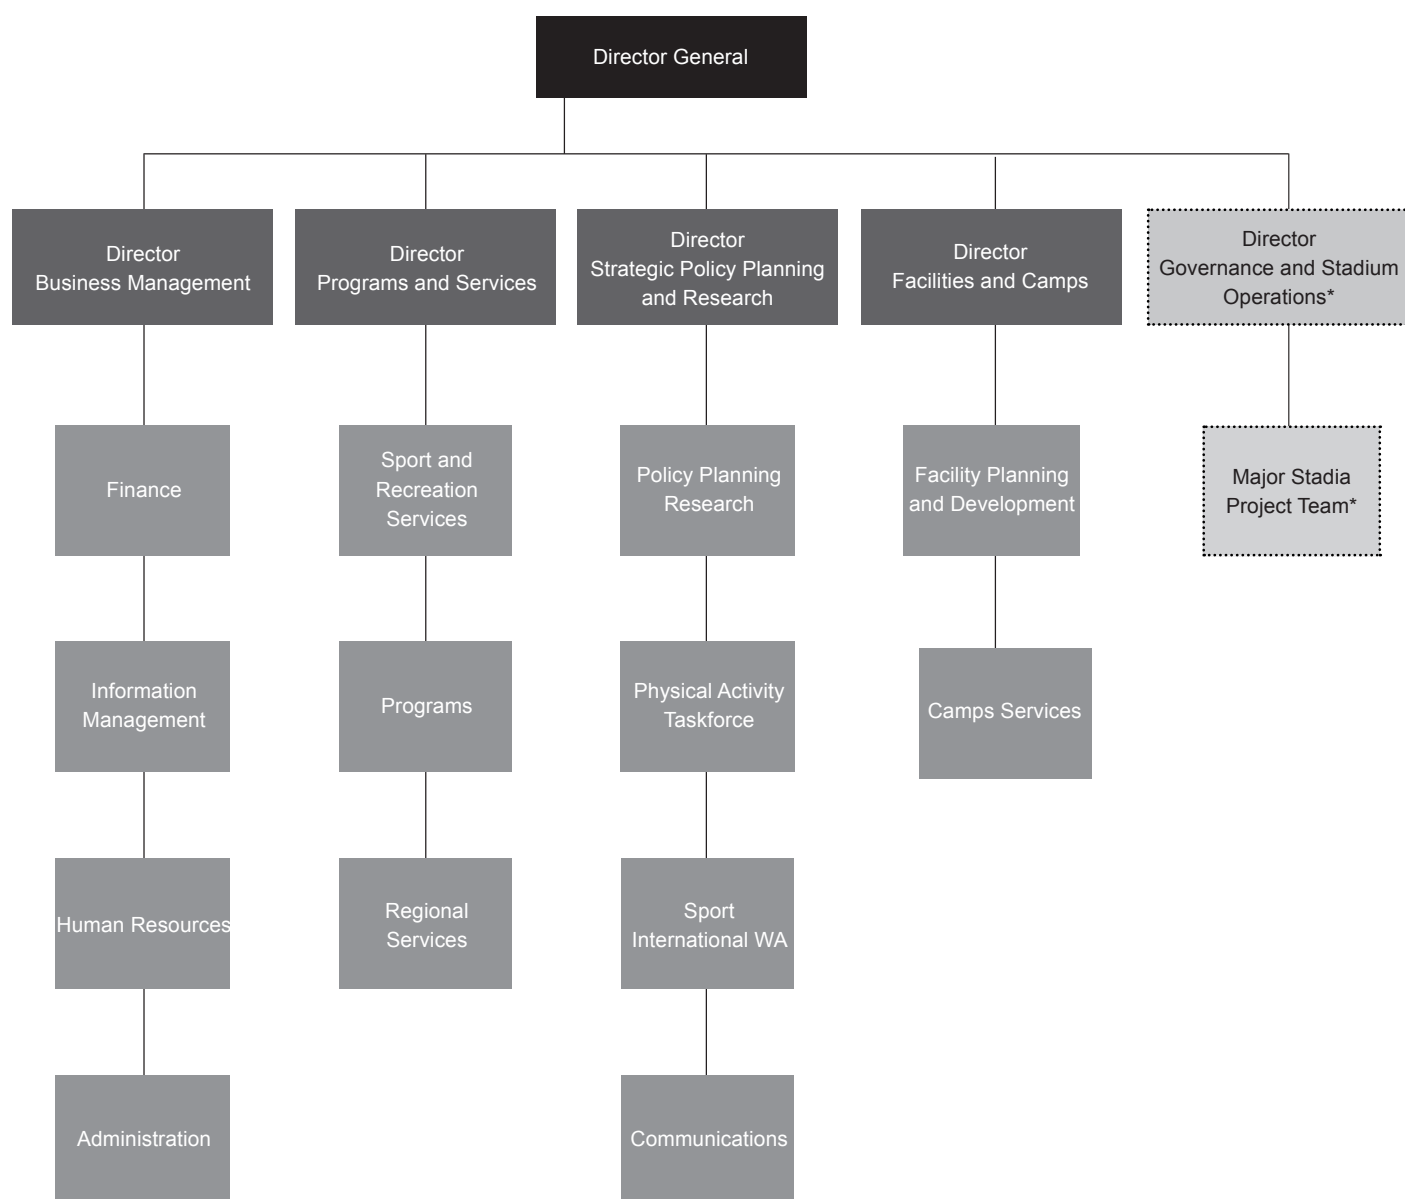 Director General
Director
Business Management
Director
Programs and Services
Director
Strategic Policy Planning
and Research
Director
Facilities and Camps
Director
Governance and Stadium
Operations*
Finance
Sport and
Recreation
Services
Policy Planning
Research
Facility Planning
and Development
Major Stadia
Project Team*
Information
Management
Programs
Physical Activity
Taskforce
Camps Services
Human Resources
Regional
Services
Sport
International WA
Administration
Communications